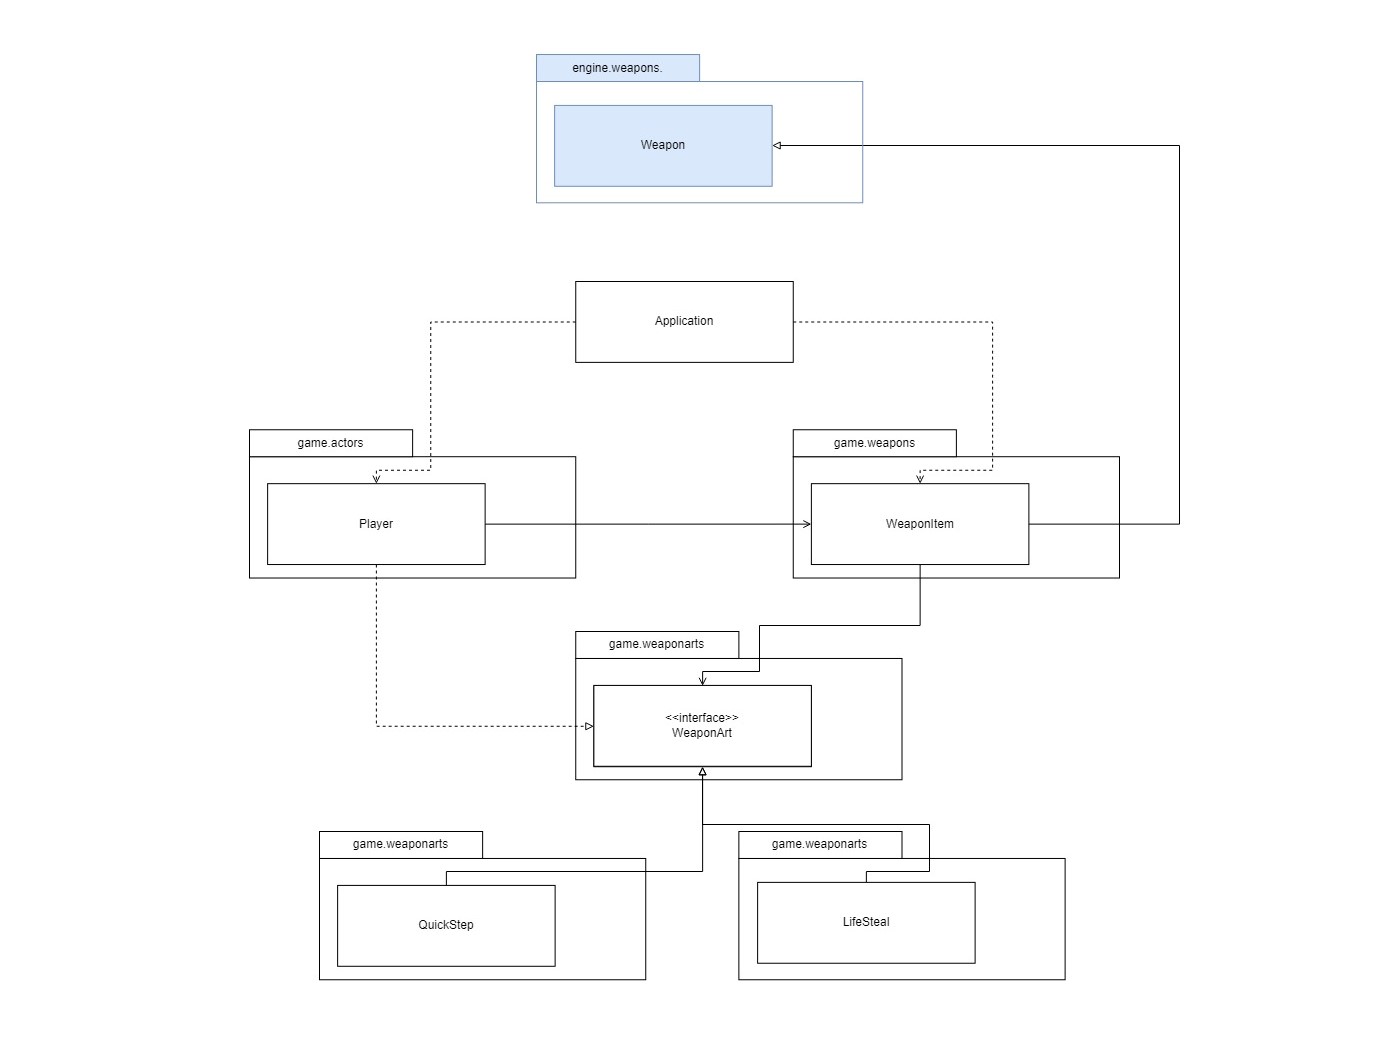 engine.weapons.
Weapon
Application
game.actors
game.weapons
Player
WeaponItem
game.weaponarts
<<interface>>
WeaponArt
game.weaponarts
game.weaponarts
QuickStep
LifeSteal